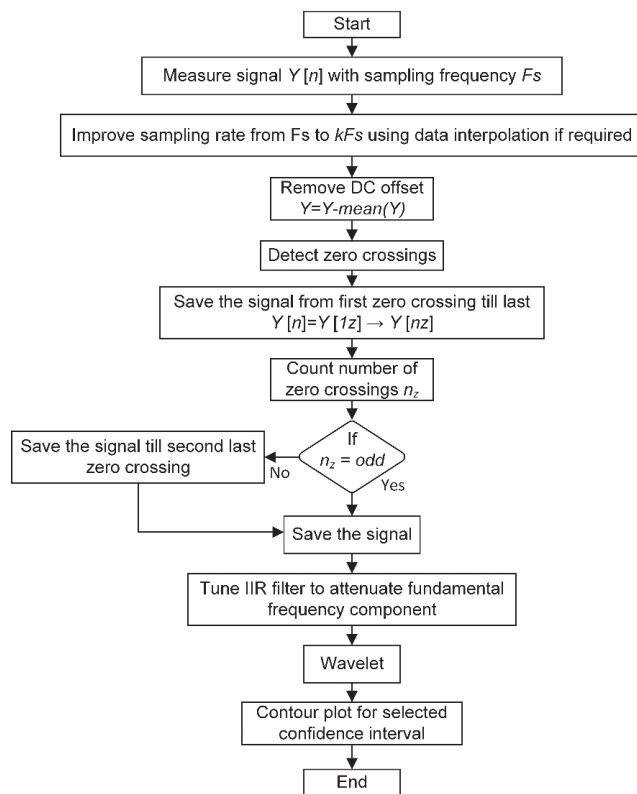 Start
Measure signal Y [n] with sampling frequency Fs
Improve sampling rate from Fs to kFs using data interpolation if required
Remove DC offset
Y=Y-mean(Y)
Detect zero crossings
Save the signal from first zero crossing till last
Y [n]=Y [1z] → Y [nz]
Count number of
zero crossings nz
If
nz = odd
Save the signal till second last
zero crossing
No
Yes
Save the signal
Tune IIR filter to attenuate fundamental
frequency component
Wavelet
Contour plot for selected
confidence interval
End